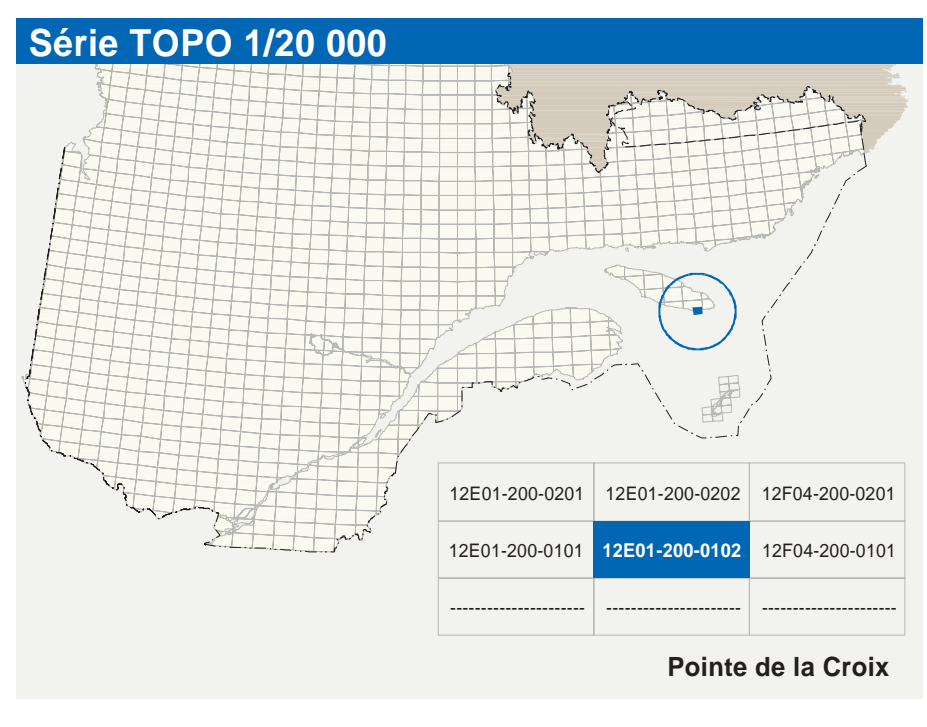 Série TOPO 1/20 000
12E01-200-0201 12E01-200-0202 12F04-200-0201
12E01-200-0101 12E01-200-0102 12F04-200-0101
---------------------- ---------------------- ----------------------
Pointe de la Croix